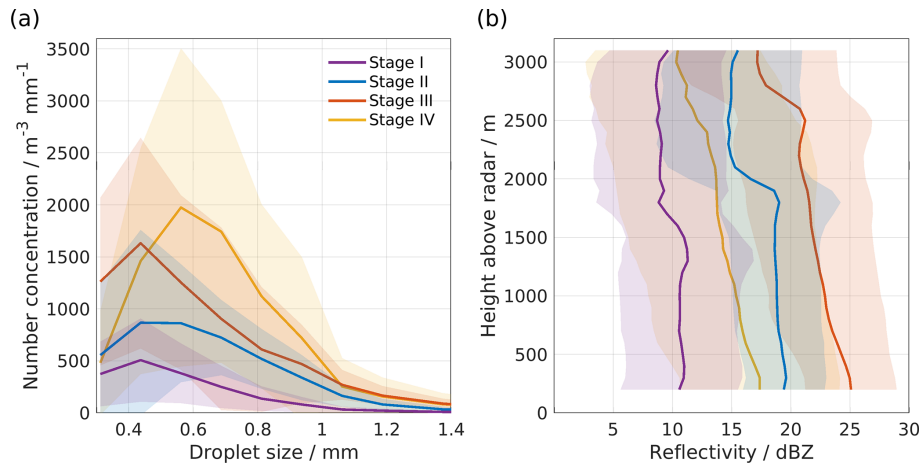 (a)
(b)
Number concentration / m⁻³ mm⁻¹
3500
3000
2500
2000
1500
1000
500
0
Stage I
Stage II
Stage III
Stage IV
0.4
0.6
0.8
1
1.2
1.4
Droplet size / mm
Height above radar / m
3000
2500
2000
1500
1000
500
0
5
10
15
20
25
30
Reflectivity / dBZ